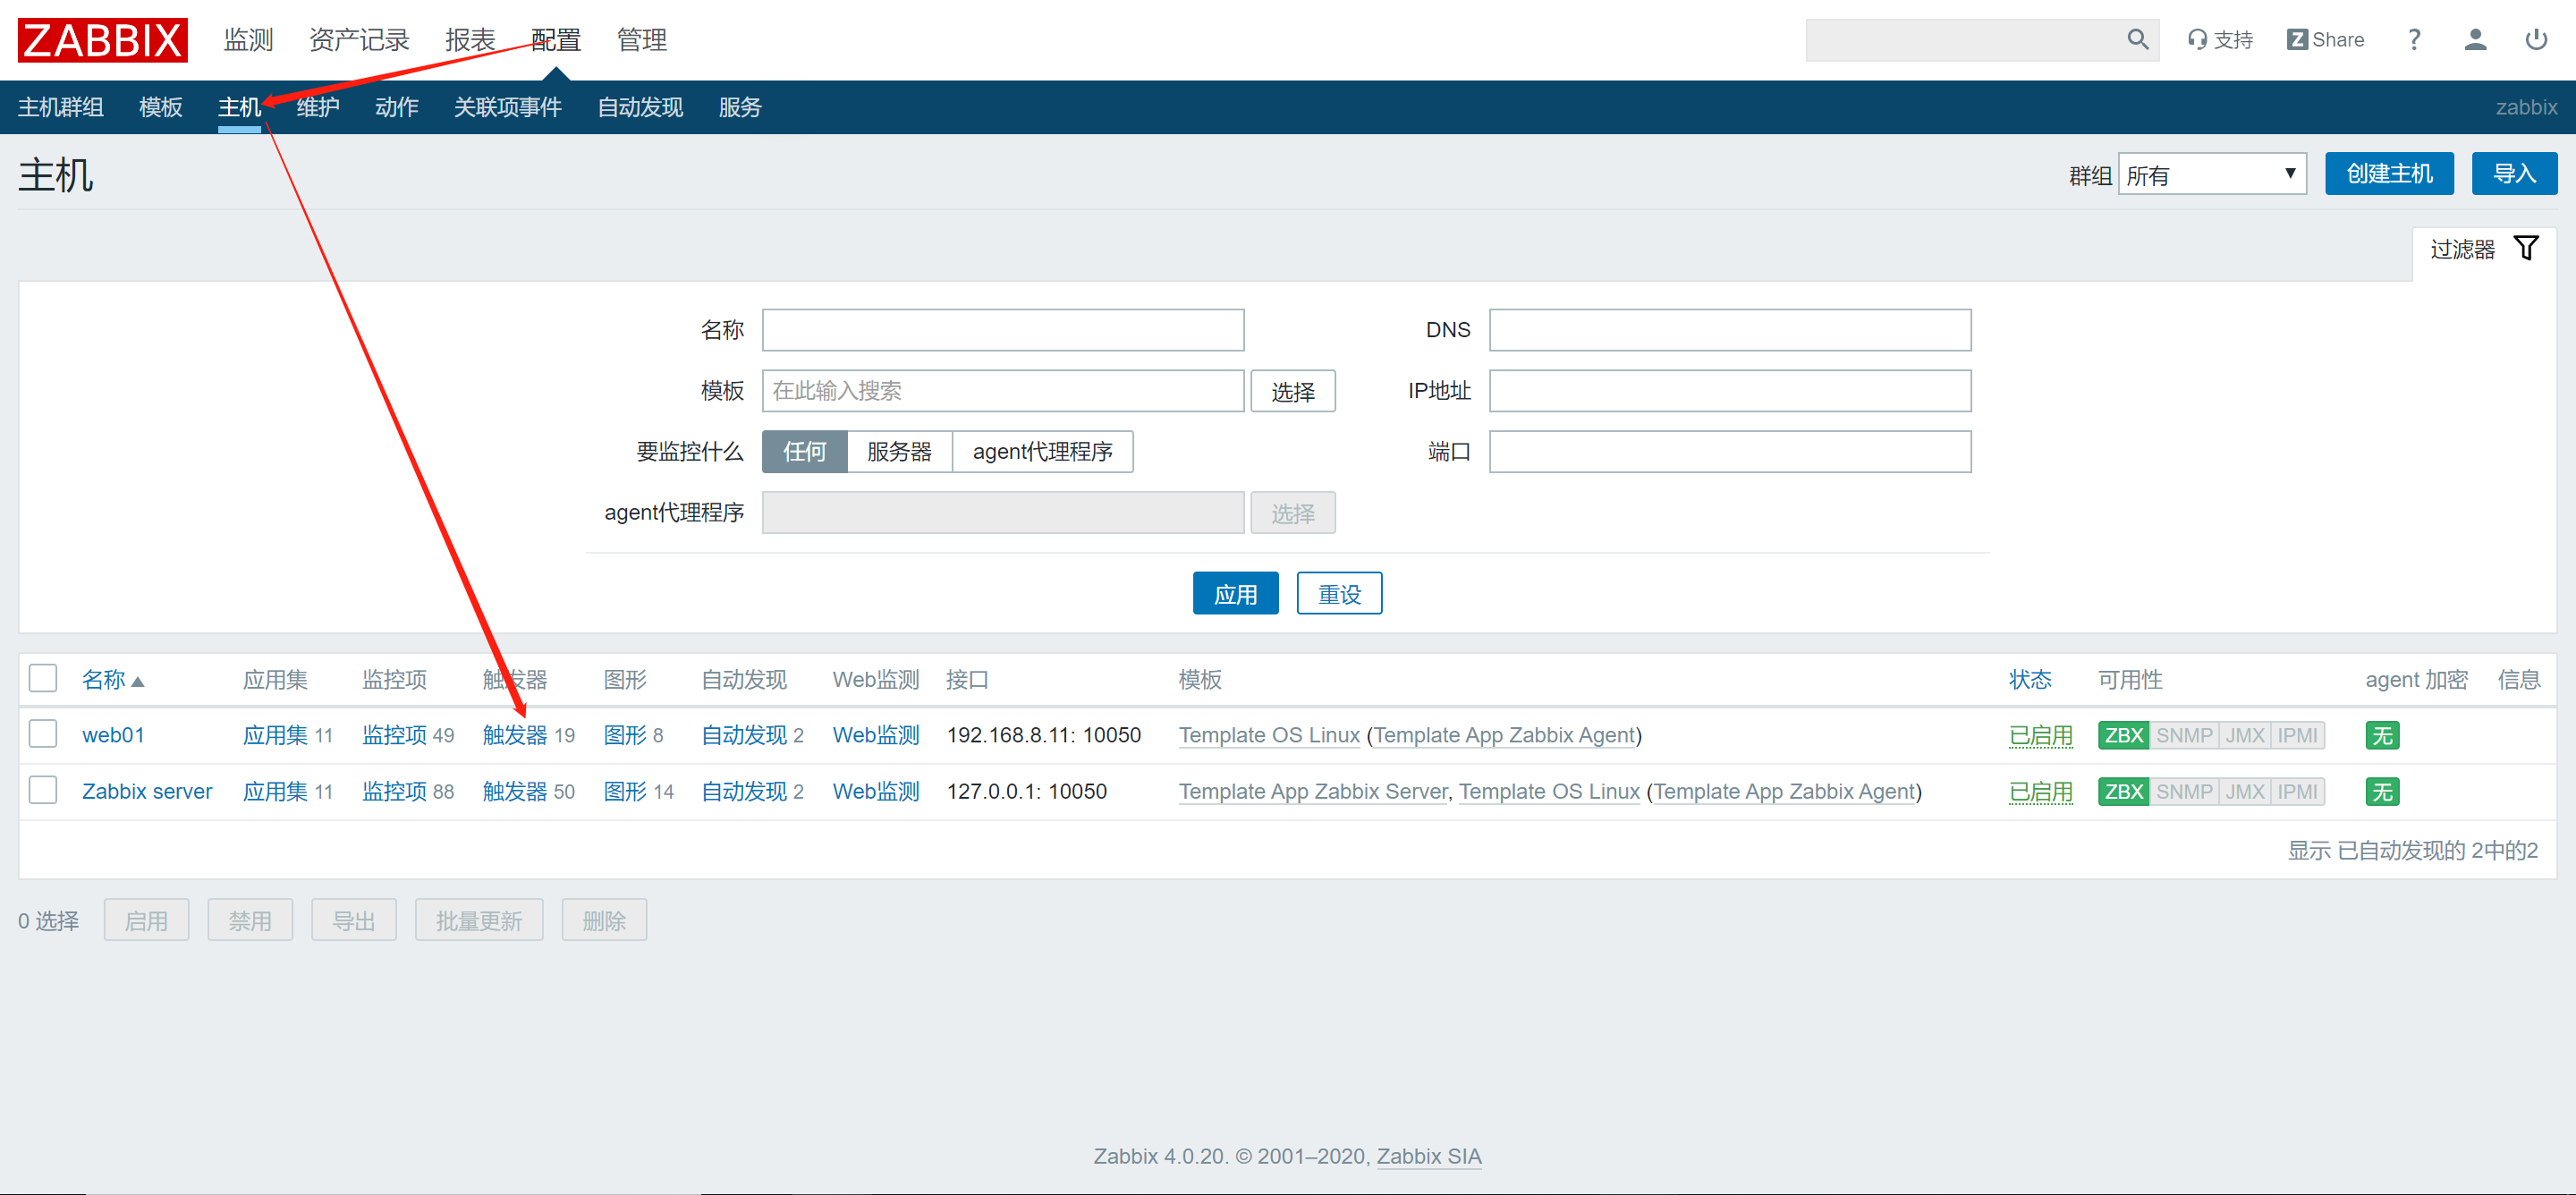 ZABBIX 监测 资产记录 报表 配置 管理 支持 Z Share ?
主机群组 模板 主机 维护 动作 关联项事件 自动发现 服务 zabbix
主机 群组 所有 创建主机 导入
过滤器
名称 DNS
模板 在此输入搜索 选择 IP地址
要监控什么 任何 服务器 agent代理程序 端口
agent代理程序 选择
应用 重设
名称 应用集 监控项 触发器 图形 自动发现 Web监测 接口 模板 状态 可用性 agent 加密 信息
web01 应用集 11 监控项 49 触发器 19 图形 8 自动发现 2 Web监测 192.168.8.11: 10050 Template OS Linux (Template App Zabbix Agent) 已启用 ZBX SNMP JMX IPMI 无
Zabbix server 应用集 11 监控项 88 触发器 50 图形 14 自动发现 2 Web监测 127.0.0.1: 10050 Template App Zabbix Server, Template OS Linux (Template App Zabbix Agent) 已启用 ZBX SNMP JMX IPMI 无
显示 已自动发现的 2中的2
0 选择 启用 禁用 导出 批量更新 删除
Zabbix 4.0.20. © 2001–2020, Zabbix SIA